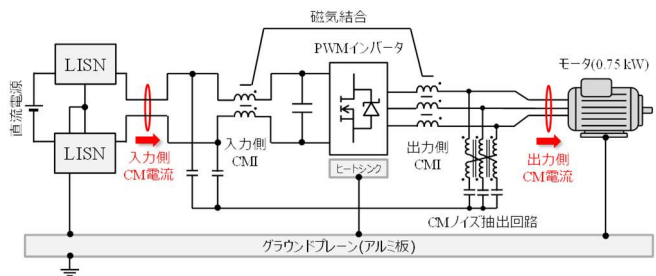 磁気結合
PWMインバータ
モータ(0.75 kW)
LISN
直流電源
LISN
入力側
CM電流
入力側
CMI
ヒートシンク
出力側
CMI
出力側
CM電流
CMノイズ抽出回路
グラウンドプレーン(アルミ板)